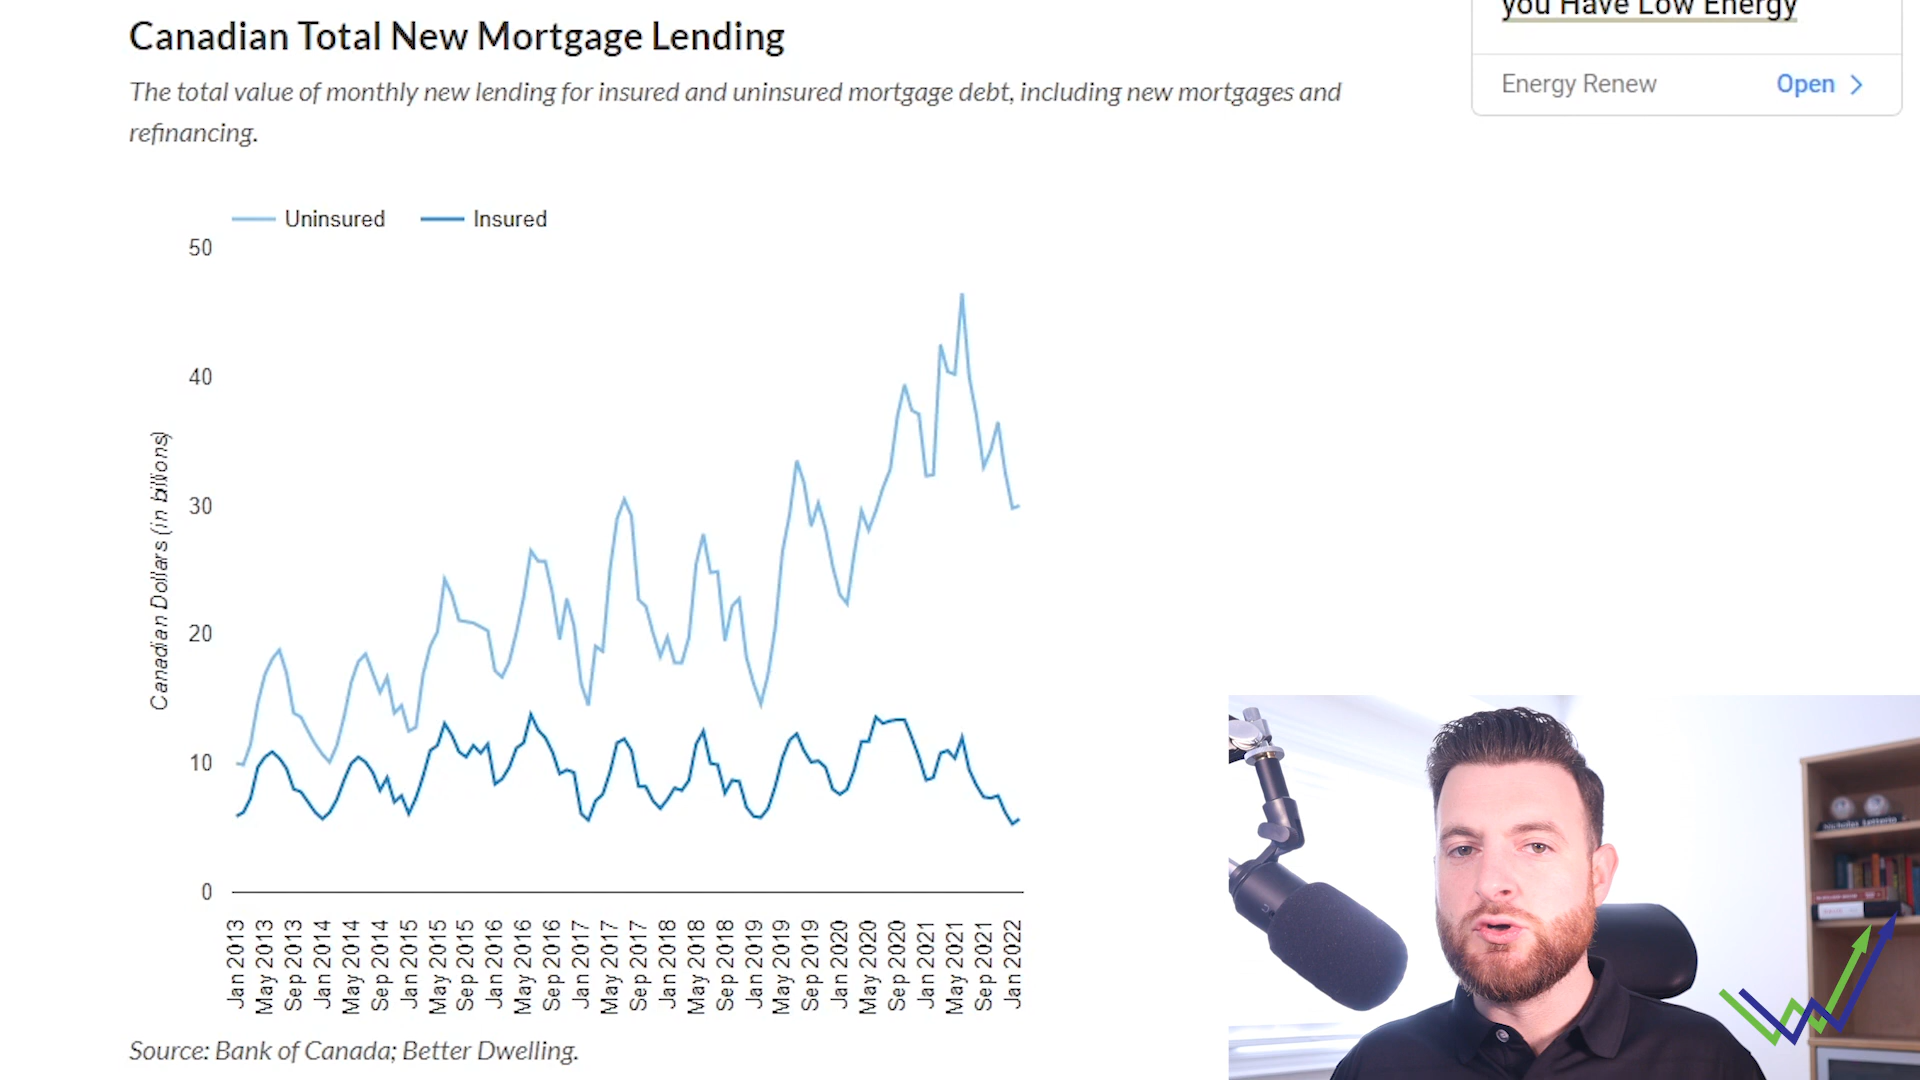 you Have Low Energy
Energy Renew Open
Canadian Total New Mortgage Lending
The total value of monthly new lending for insured and uninsured mortgage debt, including new mortgages and
refinancing.
Uninsured Insured
50
40
30
20
10
0
Canadian Dollars (in billions)
Jan 2013
May 2013
Sep 2013
Jan 2014
May 2014
Sep 2014
Jan 2015
May 2015
Sep 2015
Jan 2016
May 2016
Sep 2016
Jan 2017
May 2017
Sep 2017
Jan 2018
May 2018
Sep 2018
Jan 2019
May 2019
Sep 2019
Jan 2020
May 2020
Sep 2020
Jan 2021
May 2021
Sep 2021
Jan 2022
Source: Bank of Canada; Better Dwelling.